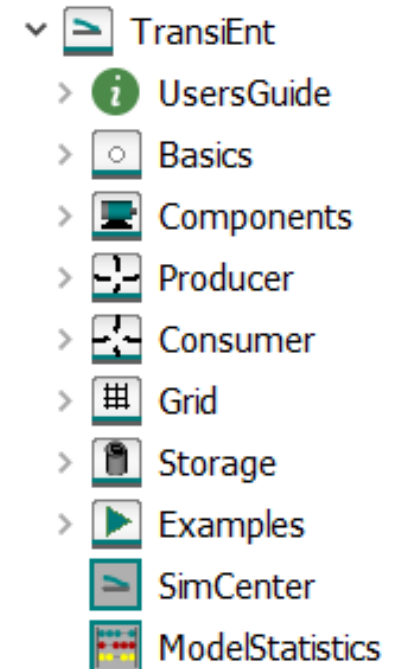 TransiEnt
UsersGuide
Basics
Components
Producer
Consumer
Grid
Storage
Examples
SimCenter
ModelStatistics